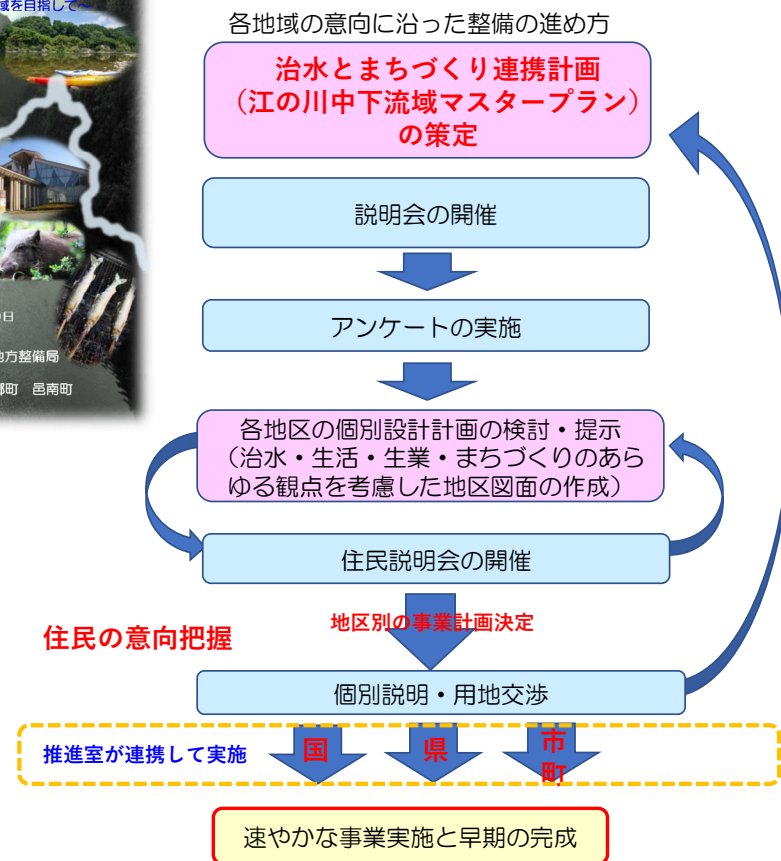 域を目指して～
日
地方整備局
邑南町
各地域の意向に沿った整備の進め方
治水とまちづくり連携計画
（江の川中下流域マスタープラン）
の策定
説明会の開催
アンケートの実施
各地区の個別設計計画の検討・提示
（治水・生活・生業・まちづくりのあら
ゆる観点を考慮した地区図面の作成）
住民説明会の開催
地区別の事業計画決定
住民の意向把握
個別説明・用地交渉
推進室が連携して実施
国
県
市
町
速やかな事業実施と早期の完成